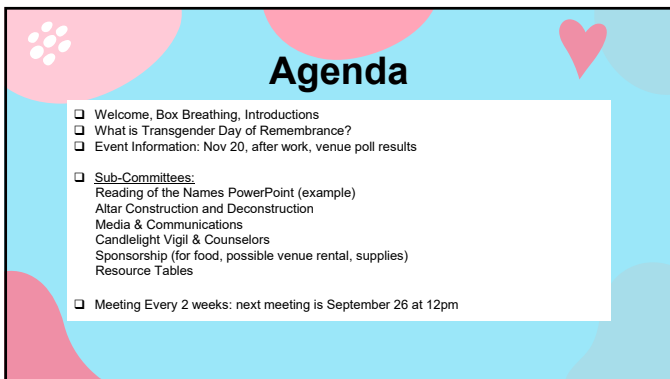 Agenda
❑ Welcome, Box Breathing, Introductions
❑ What is Transgender Day of Remembrance?
❑ Event Information: Nov 20, after work, venue poll results
❑ Sub-Committees:
Reading of the Names PowerPoint (example)
Altar Construction and Deconstruction
Media & Communications
Candlelight Vigil & Counselors
Sponsorship (for food, possible venue rental, supplies)
Resource Tables
❑ Meeting Every 2 weeks: next meeting is September 26 at 12pm